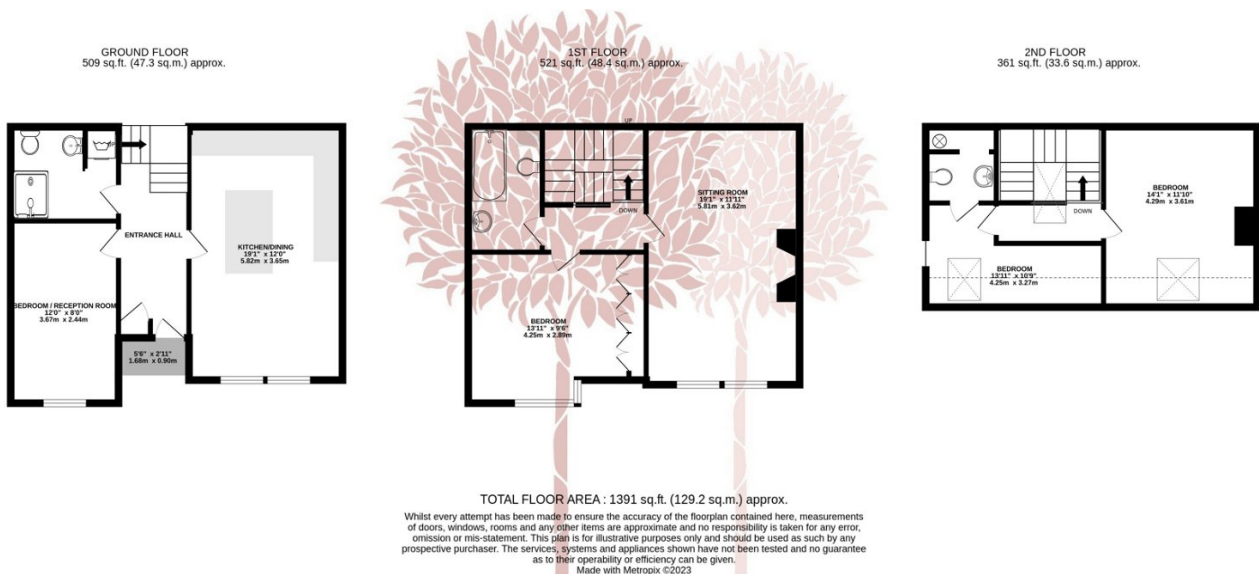 GROUND FLOOR
509 sq.ft. (47.3 sq.m.) approx.
ENTRANCE HALL
KITCHEN/DINING
19'1" x 12'0"
5.82m x 3.65m
BEDROOM / RECEPTION ROOM
12'0" x 8'0"
3.67m x 2.44m
5'6" x 2'11"
1.68m x 0.90m
1ST FLOOR
521 sq.ft. (48.4 sq.m.) approx.
UP
DOWN
SITTING ROOM
19'1" x 11'11"
5.81m x 3.62m
BEDROOM
13'11" x 9'6"
4.25m x 2.89m
2ND FLOOR
361 sq.ft. (33.6 sq.m.) approx.
DOWN
BEDROOM
14'1" x 11'10"
4.29m x 3.61m
BEDROOM
13'11" x 10'9"
4.25m x 3.27m
TOTAL FLOOR AREA : 1391 sq.ft. (129.2 sq.m.) approx.
Whilst every attempt has been made to ensure the accuracy of the floorplan contained here, measurements
of doors, windows, rooms and any other items are approximate and no responsibility is taken for any error,
omission or mis-statement. This plan is for illustrative purposes only and should be used as such by any
prospective purchaser. The services, systems and appliances shown have not been tested and no guarantee
as to their operability or efficiency can be given.
Made with Metropix ©2023